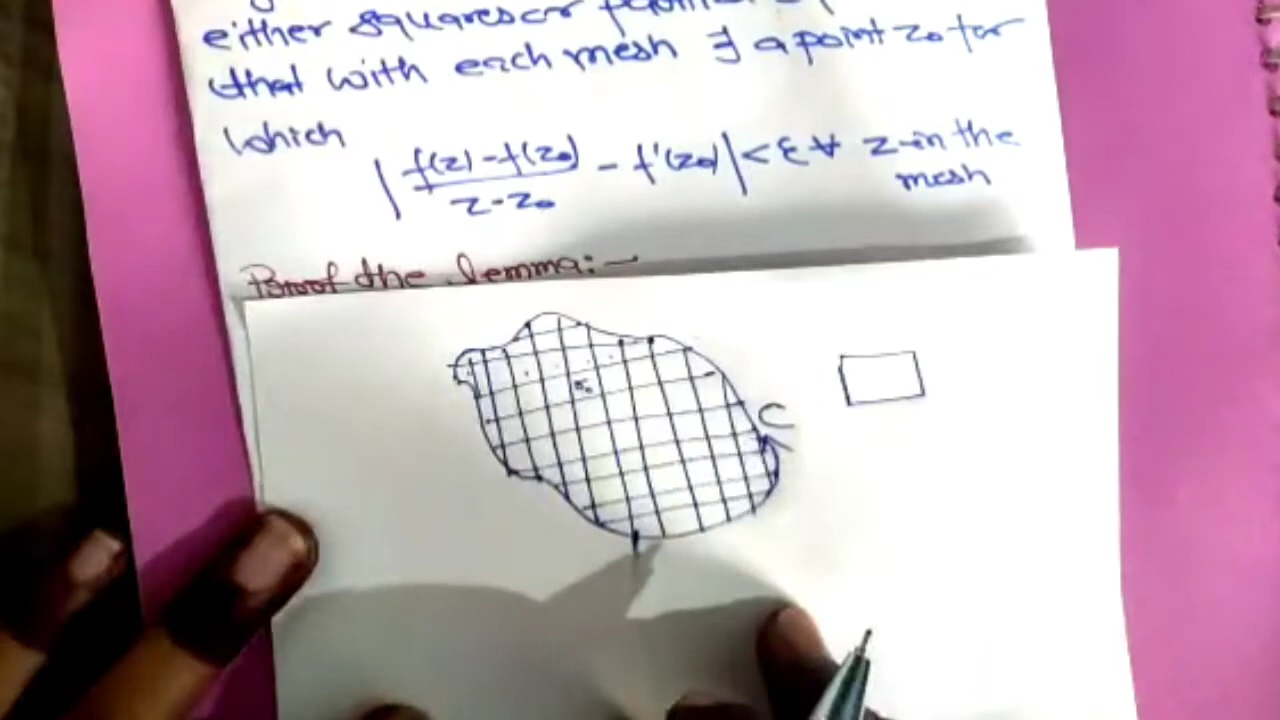 either squares or
that with each mesh ∃ a point z₀ for
which
| f(z)-f(z₀) / z-z₀ - f'(z₀) | < ε ∀ z in the
mesh
Proof the lemma:-
z₀
C